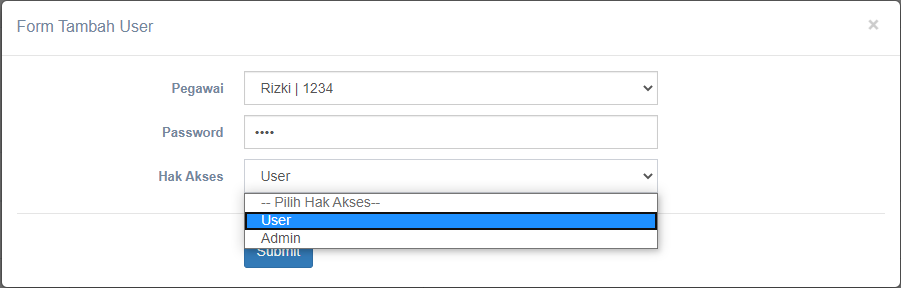 Form Tambah User ×
Pegawai Rizki | 1234
Password ••••
Hak Akses User
-- Pilih Hak Akses--
User
Admin
Submit